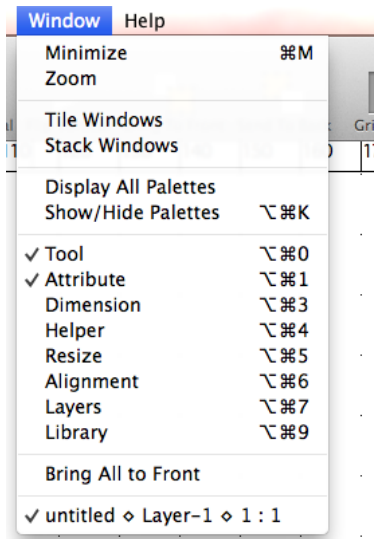 Window Help
Minimize ⌘M
Zoom
Tile Windows
Stack Windows
Display All Palettes
Show/Hide Palettes ⌥⌘K
✓ Tool ⌥⌘0
✓ Attribute ⌥⌘1
Dimension ⌥⌘3
Helper ⌥⌘4
Resize ⌥⌘5
Alignment ⌥⌘6
Layers ⌥⌘7
Library ⌥⌘9
Bring All to Front
✓ untitled ⋄ Layer-1 ⋄ 1 : 1